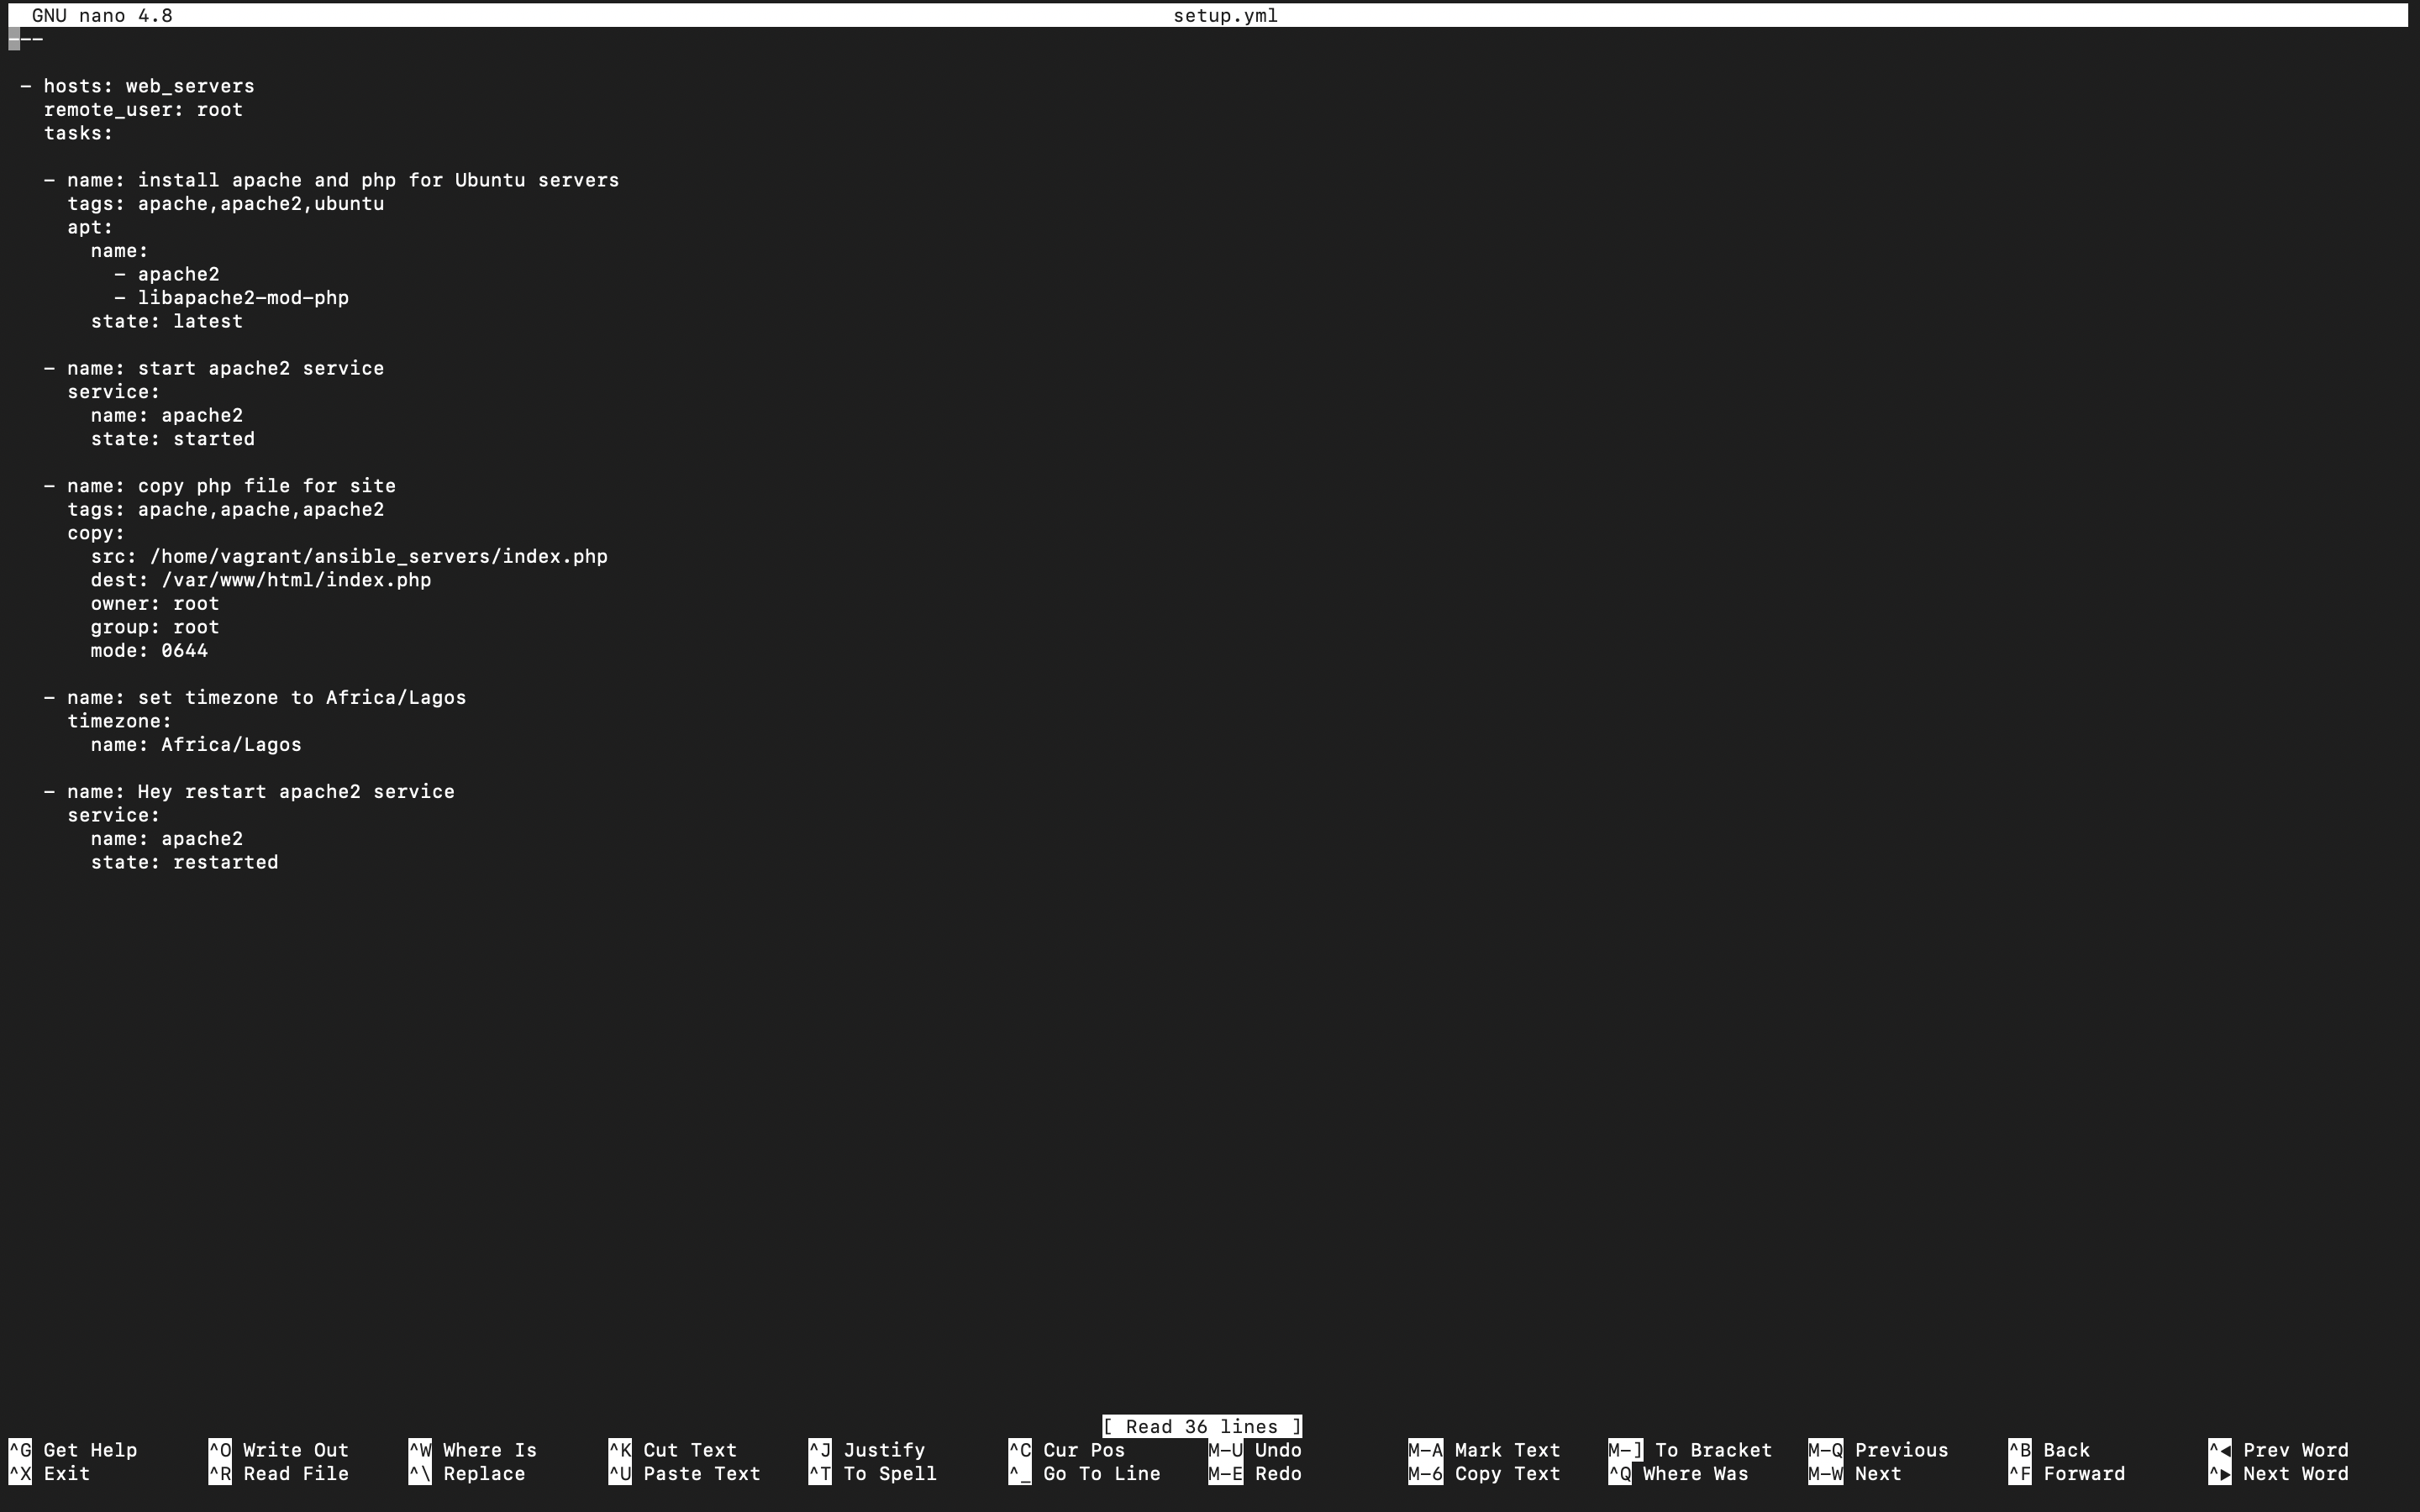 GNU nano 4.8 setup.yml
---
- hosts: web_servers
remote_user: root
tasks:
- name: install apache and php for Ubuntu servers
tags: apache,apache2,ubuntu
apt:
name:
- apache2
- libapache2-mod-php
state: latest
- name: start apache2 service
service:
name: apache2
state: started
- name: copy php file for site
tags: apache,apache,apache2
copy:
src: /home/vagrant/ansible_servers/index.php
dest: /var/www/html/index.php
owner: root
group: root
mode: 0644
- name: set timezone to Africa/Lagos
timezone:
name: Africa/Lagos
- name: Hey restart apache2 service
service:
name: apache2
state: restarted
[ Read 36 lines ]
^G Get Help ^O Write Out ^W Where Is ^K Cut Text ^J Justify ^C Cur Pos M-U Undo M-A Mark Text M-] To Bracket M-Q Previous ^B Back ^◀ Prev Word
^X Exit ^R Read File ^\ Replace ^U Paste Text ^T To Spell ^_ Go To Line M-E Redo M-6 Copy Text ^Q Where Was M-W Next ^F Forward ^▶ Next Word